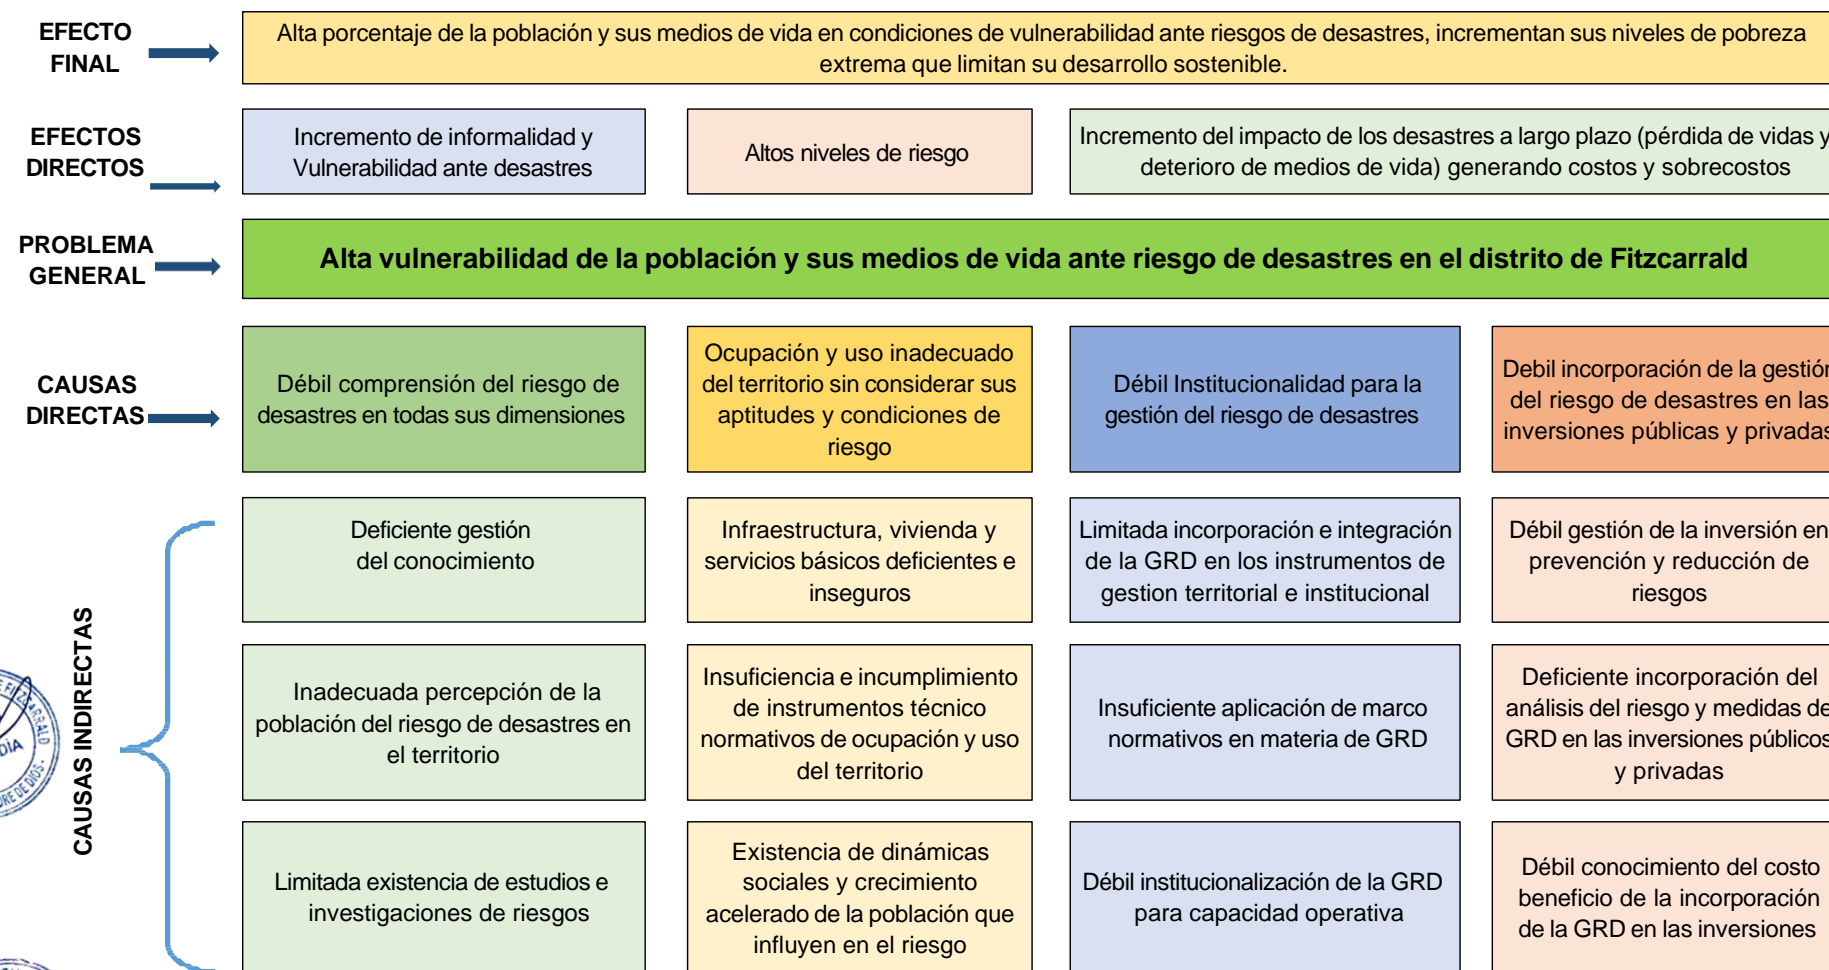 EFECTO
FINAL
Alta porcentaje de la población y sus medios de vida en condiciones de vulnerabilidad ante riesgos de desastres, incrementan sus niveles de pobreza
extrema que limitan su desarrollo sostenible.
EFECTOS
DIRECTOS
Incremento de informalidad y
Vulnerabilidad ante desastres
Altos niveles de riesgo
Incremento del impacto de los desastres a largo plazo (pérdida de vidas y
deterioro de medios de vida) generando costos y sobrecostos
PROBLEMA
GENERAL
Alta vulnerabilidad de la población y sus medios de vida ante riesgo de desastres en el distrito de Fitzcarrald
CAUSAS
DIRECTAS
Débil comprensión del riesgo de
desastres en todas sus dimensiones
Ocupación y uso inadecuado
del territorio sin considerar sus
aptitudes y condiciones de
riesgo
Débil Institucionalidad para la
gestión del riesgo de desastres
Debil incorporación de la gestión
del riesgo de desastres en las
inversiones públicas y privadas
CAUSAS INDIRECTAS
Deficiente gestión
del conocimiento
Infraestructura, vivienda y
servicios básicos deficientes e
inseguros
Limitada incorporación e integración
de la GRD en los instrumentos de
gestion territorial e institucional
Débil gestión de la inversión en
prevención y reducción de
riesgos
Inadecuada percepción de la
población del riesgo de desastres en
el territorio
Insuficiencia e incumplimiento
de instrumentos técnico
normativos de ocupación y uso
del territorio
Insuficiente aplicación de marco
normativos en materia de GRD
Deficiente incorporación del
análisis del riesgo y medidas de
GRD en las inversiones públicos
y privadas
Limitada existencia de estudios e
investigaciones de riesgos
Existencia de dinámicas
sociales y crecimiento
acelerado de la población que
influyen en el riesgo
Débil institucionalización de la GRD
para capacidad operativa
Débil conocimiento del costo
beneficio de la incorporación
de la GRD en las inversiones